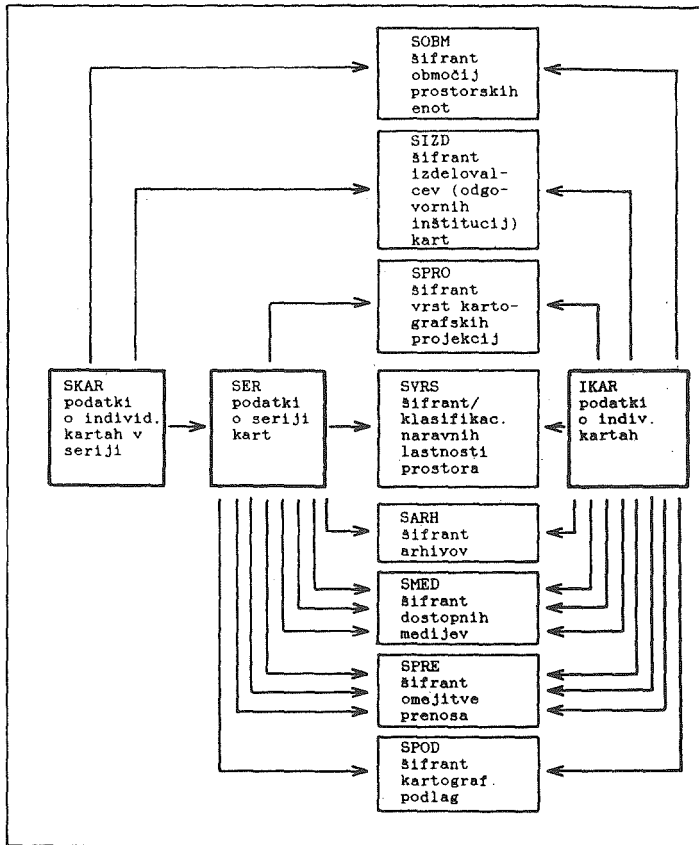 SOBM
šifrant
območij
prostorskih
enot
SIZD
šifrant
izdeloval-
cev (odgo-
vornih
inštitucij)
kart
SPRO
šifrant
vrst karto-
grafskih
projekcij
SKAR
podatki
o individ.
kartah v
seriji
SER
podatki
o seriji
kart
SVRS
šifrant/
klasifikac.
naravnih
lastnosti
prostora
IKAR
podatki
o indiv.
kartah
SARH
šifrant
arhivov
SMED
šifrant
dostopnih
medijev
SPRE
šifrant
omejitve
prenosa
SPOD
šifrant
kartograf.
podlag